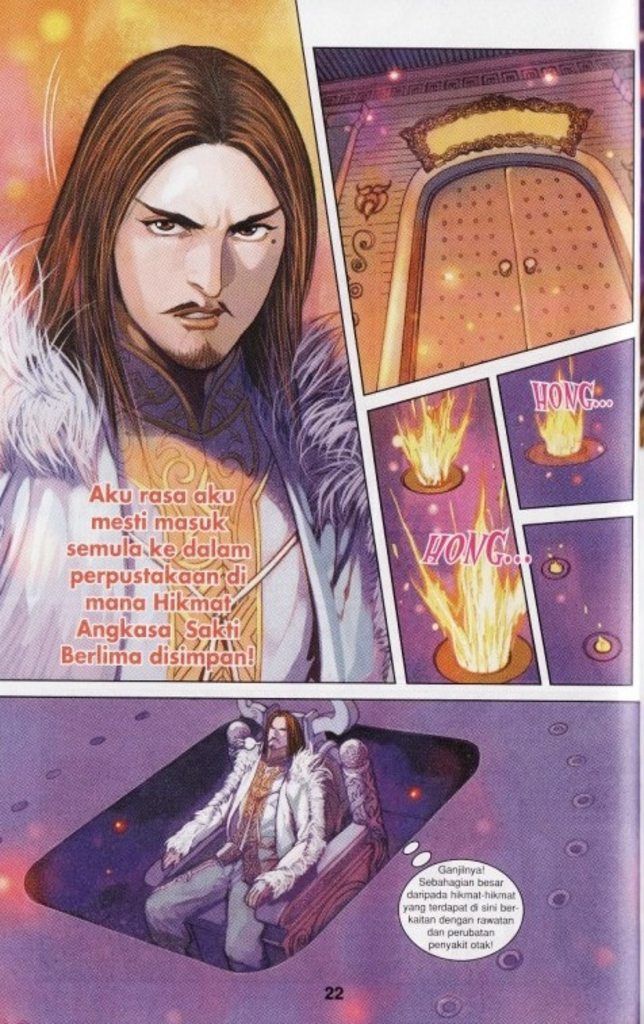 Aku rasa aku
mesti masuk
semula ke dalam
perpustakaan di
mana Hikmat
Angkasa Sakti
Berlima disimpan!
HONG...
HONG...
Ganjilnya!
Sebahagian besar
daripada hikmat-hikmat
yang terdapat di sini ber-
kaitan dengan rawatan
dan perubatan
penyakit otak!
22